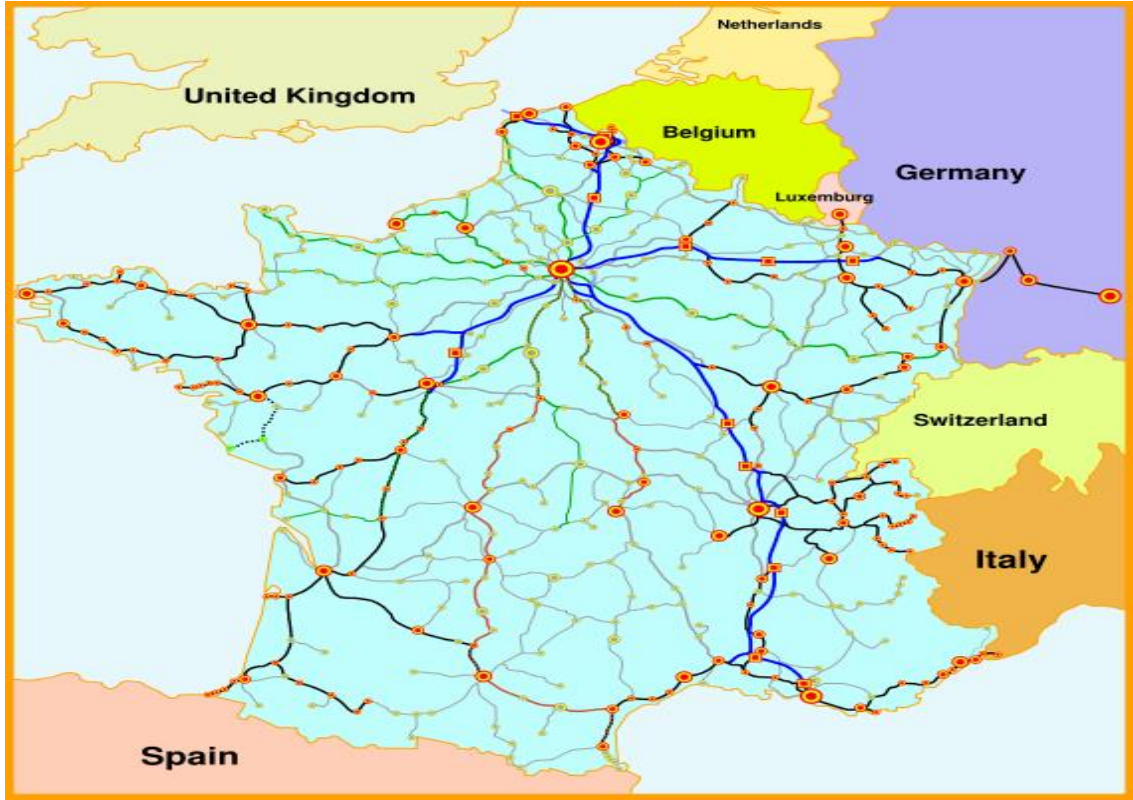 Netherlands
United Kingdom
Belgium
Germany
Luxemburg
Switzerland
Italy
Spain